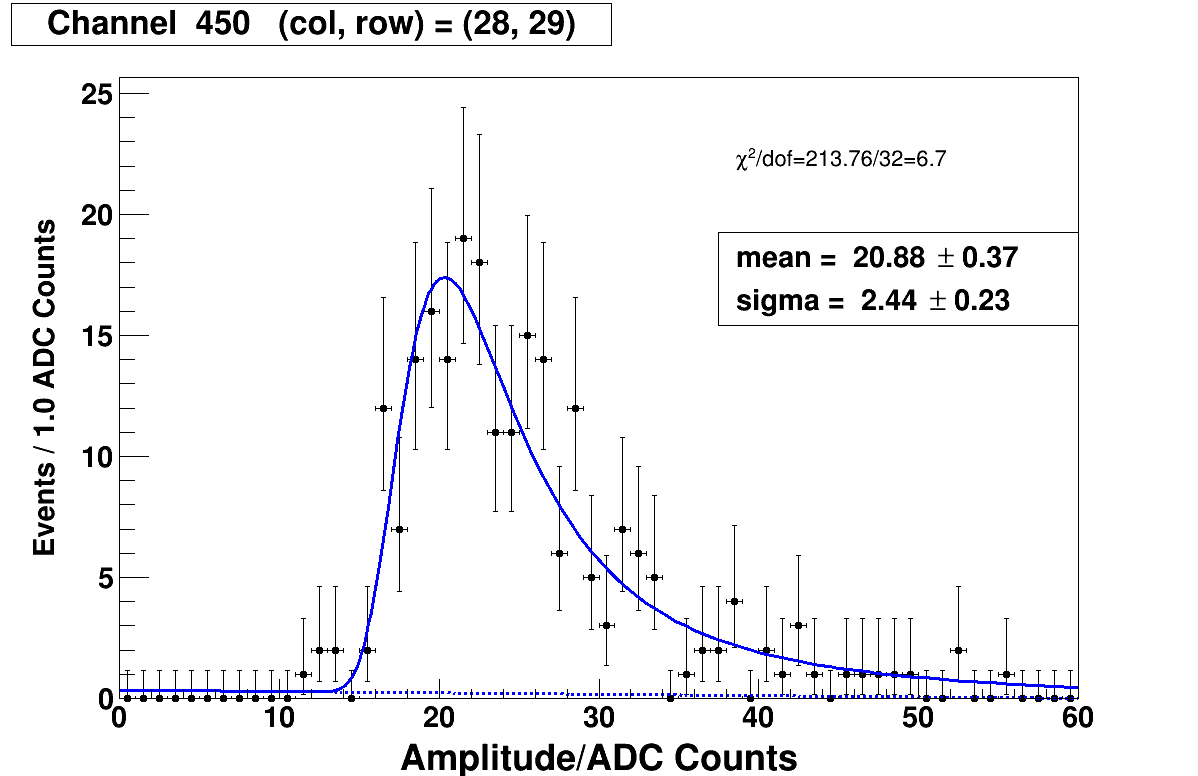 Channel 450 (col, row) = (28, 29)
25
20
15
10
5
0
Events / 1.0 ADC Counts
χ²/dof=213.76/32=6.7
mean = 20.88 ± 0.37
sigma = 2.44 ± 0.23
0 10 20 30 40 50 60
Amplitude/ADC Counts